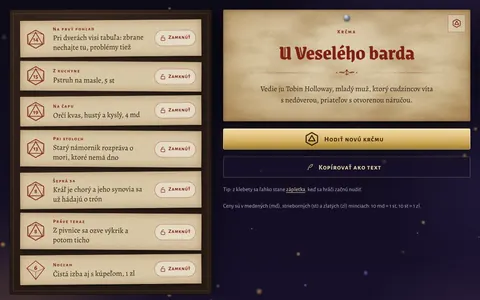 Na prvý pohľad
Pri dverách visí tabuľa: zbrane
nechajte tu, problémy tiež
Zamknúť
Z kuchyne
Pstruh na masle, 5 st
Zamknúť
Na čapu
Orčí kvas, hustý a kyslý, 4 md
Zamknúť
Pri stoloch
Starý námorník rozpráva o
mori, ktoré nemá dno
Zamknúť
Šepká sa
Kráľ je chorý a jeho synovia sa
už hádajú o trón
Zamknúť
Práve teraz
Z pivnice sa ozve výkrik a
potom ticho
Zamknúť
Nocľah
Čistá izba aj s kúpeľom, 1 zl
Zamknúť
Krčma
U Veselého barda
Vedie ju Tobin Holloway, mladý muž, ktorý cudzincov víta
s nedôverou, priateľov s otvorenou náručou.
Hodiť novú krčmu
Kopírovať ako text
Tip: z klebety sa ľahko stane zápletka, keď sa hráči začnú nudiť!
Ceny sú v medených (md), strieborných (st) a zlatých (zl) minciach: 10 md = 1 st, 10 st = 1 zl.